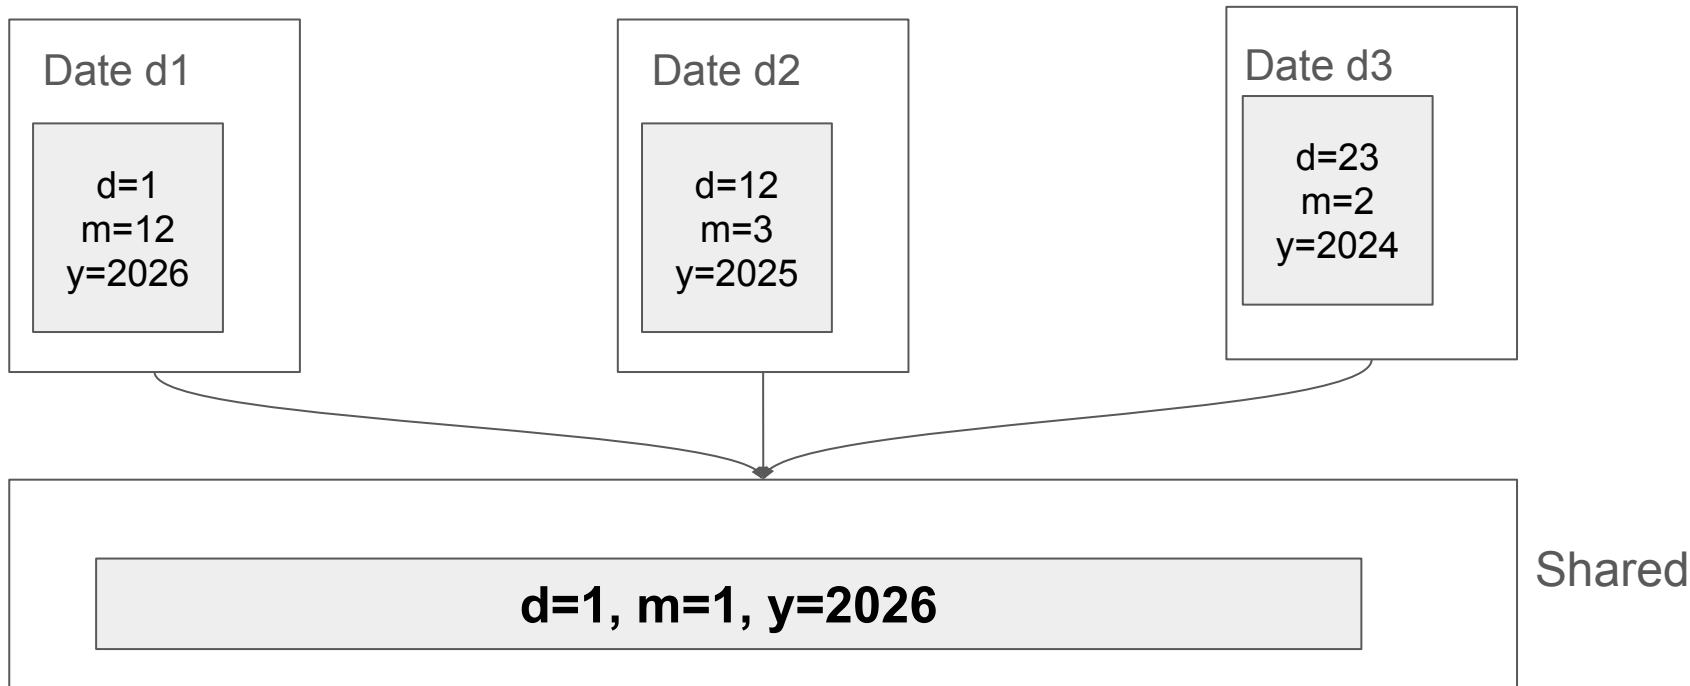 Date d1
d=1
m=12
y=2026
Date d2
d=12
m=3
y=2025
Date d3
d=23
m=2
y=2024
d=1, m=1, y=2026
Shared